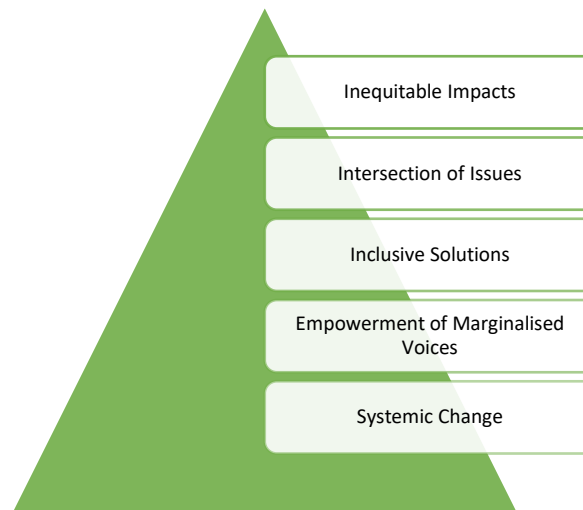 Inequitable Impacts
Intersection of Issues
Inclusive Solutions
Empowerment of Marginalised
Voices
Systemic Change